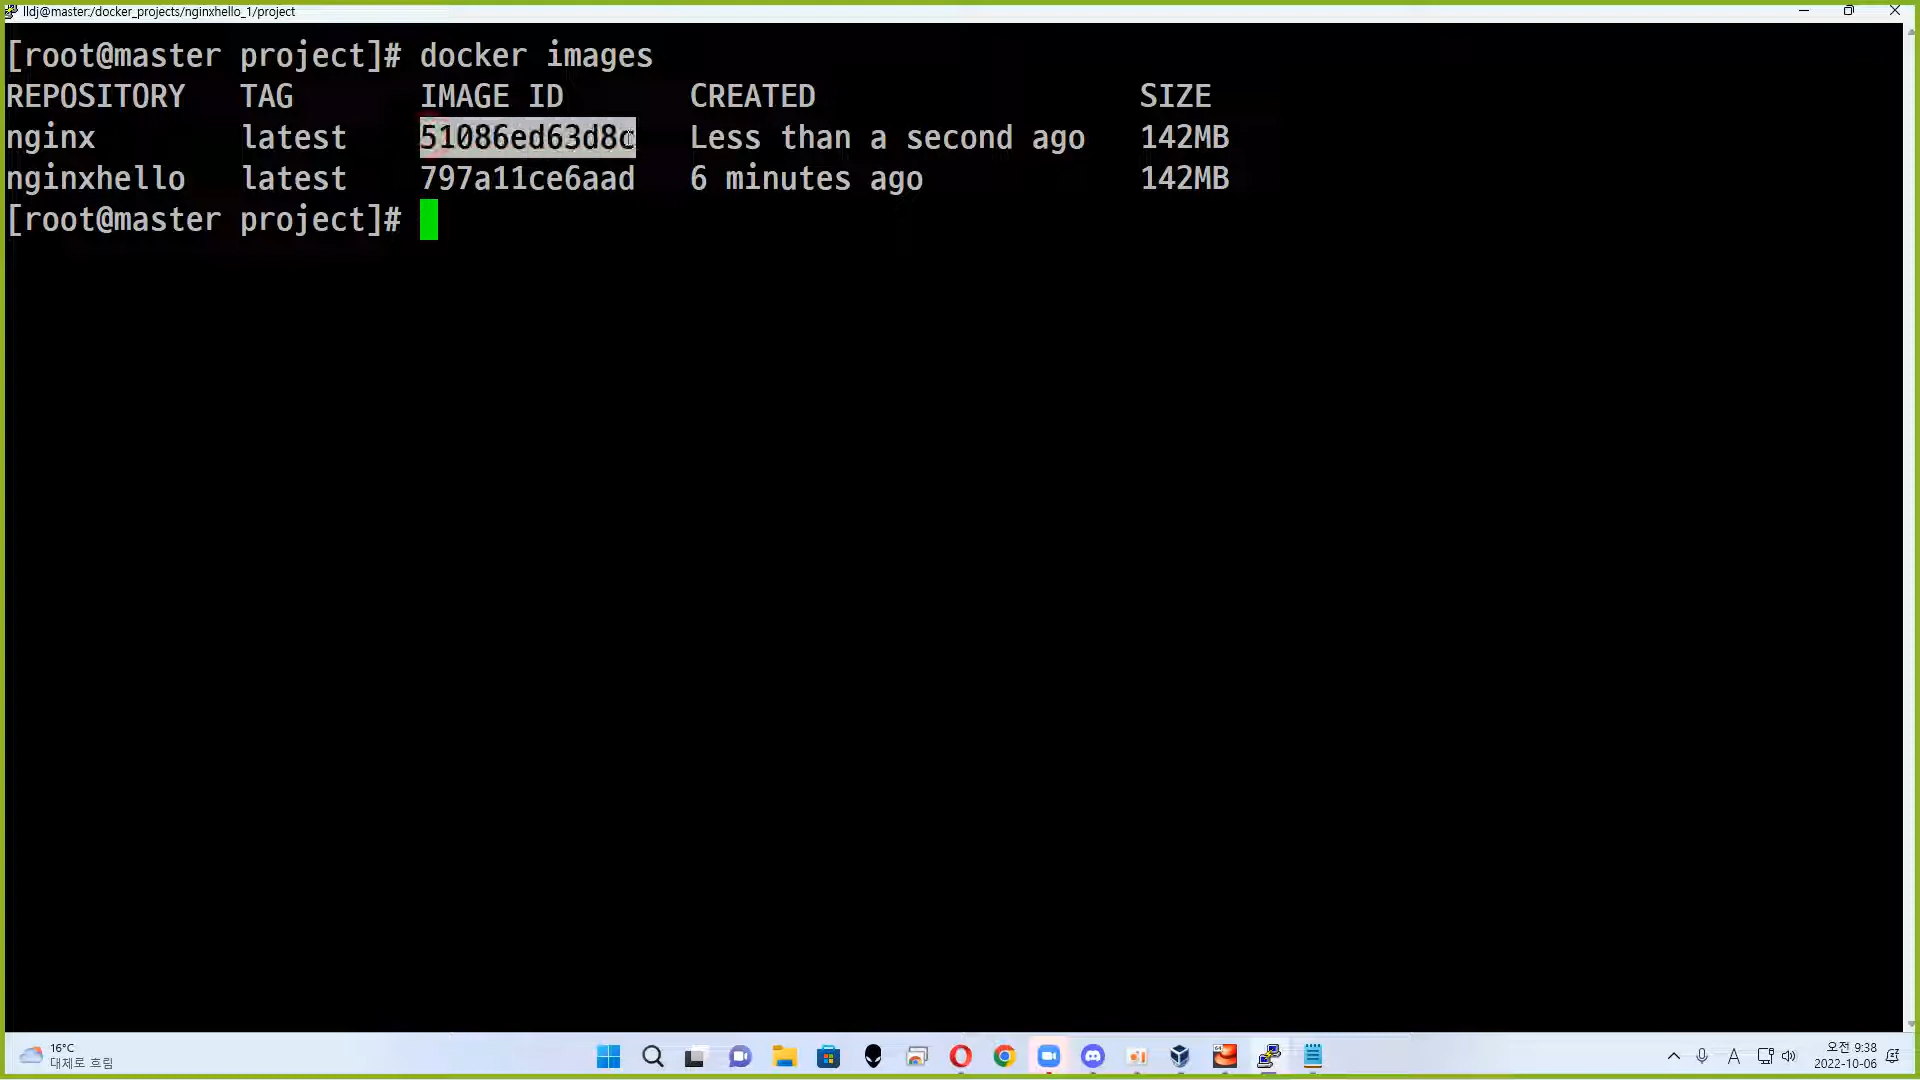 lldj@master:/docker_projects/nginxhello_1/project
[root@master project]# docker images
REPOSITORY TAG IMAGE ID CREATED SIZE
nginx latest 51086ed63d8c Less than a second ago 142MB
nginxhello latest 797a11ce6aad 6 minutes ago 142MB
[root@master project]#
16°C
대체로 흐림
A
오전 9:38
2022-10-06